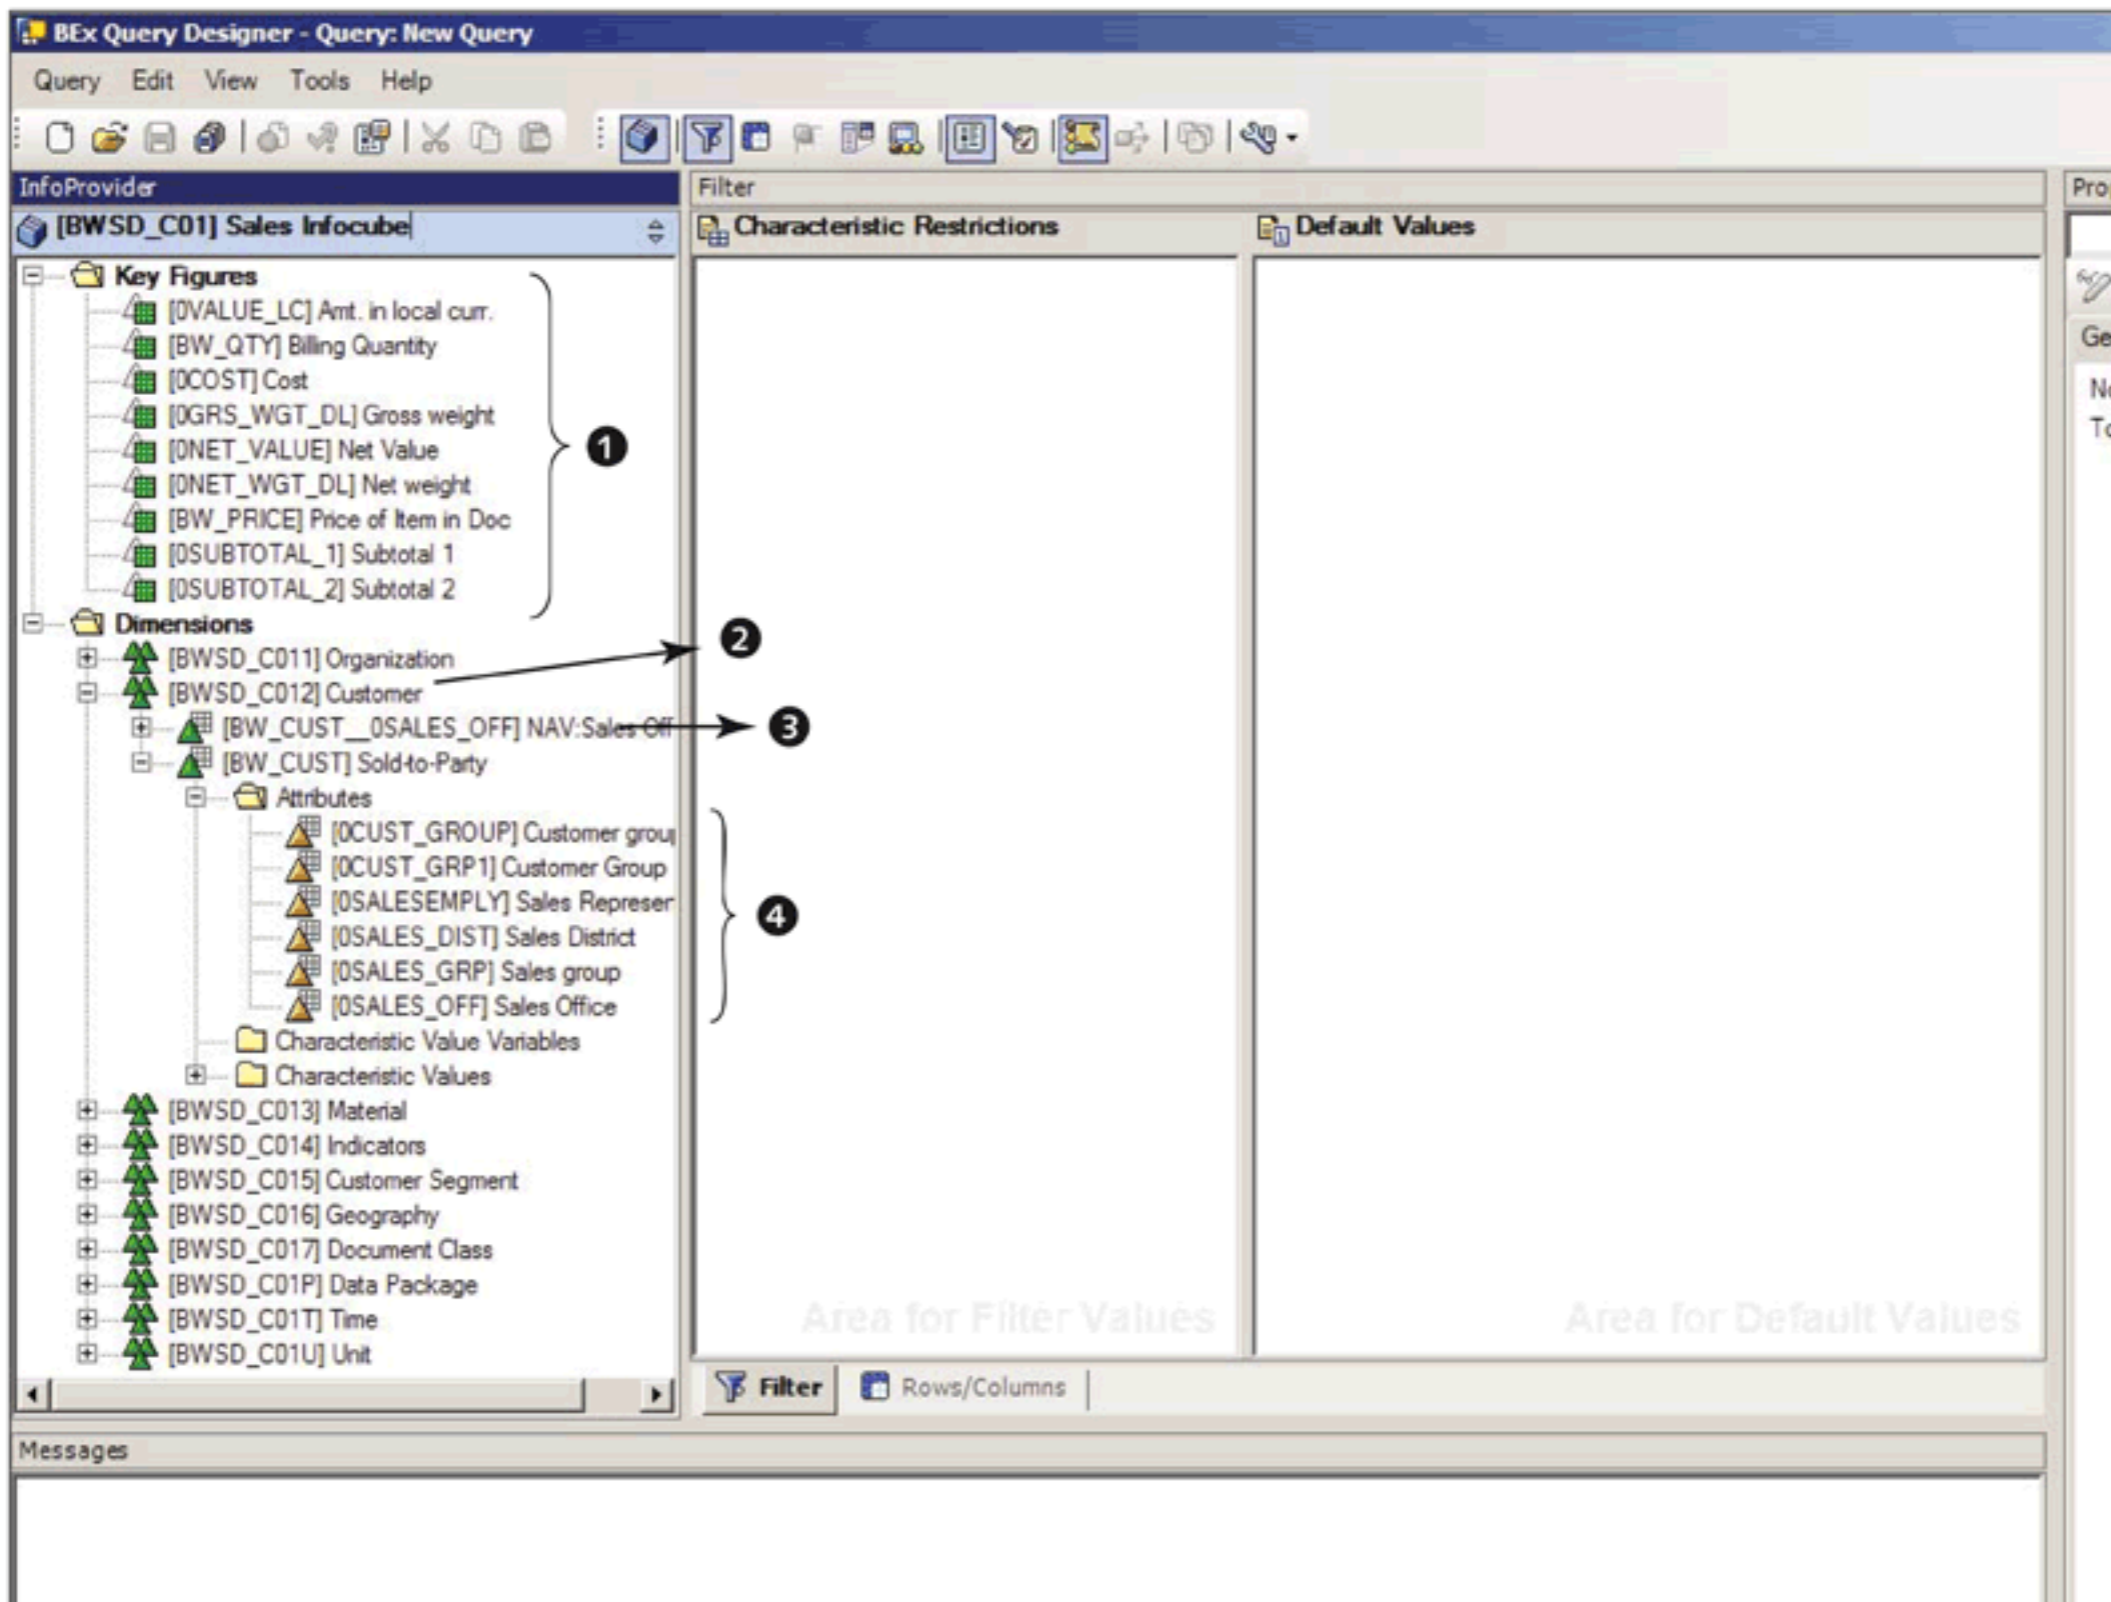 BEx Query Designer - Query: New Query
Query Edit View Tools Help
InfoProvider
[BWSD_C01] Sales Infocube
Key Figures
[0VALUE_LC] Amt. in local curr.
[BW_QTY] Billing Quantity
[0COST] Cost
[0GRS_WGT_DL] Gross weight
[0NET_VALUE] Net Value
[0NET_WGT_DL] Net weight
[BW_PRICE] Price of Item in Doc
[0SUBTOTAL_1] Subtotal 1
[0SUBTOTAL_2] Subtotal 2
1
Dimensions
[BWSD_C011] Organization
2
[BWSD_C012] Customer
[BW_CUST__0SALES_OFF] NAV:Sales Off
3
[BW_CUST] Sold-to-Party
Attributes
[0CUST_GROUP] Customer grou
[0CUST_GRP1] Customer Group
[0SALESEMPLY] Sales Represen
[0SALES_DIST] Sales District
[0SALES_GRP] Sales group
[0SALES_OFF] Sales Office
4
Characteristic Value Variables
Characteristic Values
[BWSD_C013] Material
[BWSD_C014] Indicators
[BWSD_C015] Customer Segment
[BWSD_C016] Geography
[BWSD_C017] Document Class
[BWSD_C01P] Data Package
[BWSD_C01T] Time
[BWSD_C01U] Unit
Filter
Characteristic Restrictions
Default Values
Area for Filter Values
Area for Default Values
Filter Rows/Columns
Pro
Ge
No
To
Messages